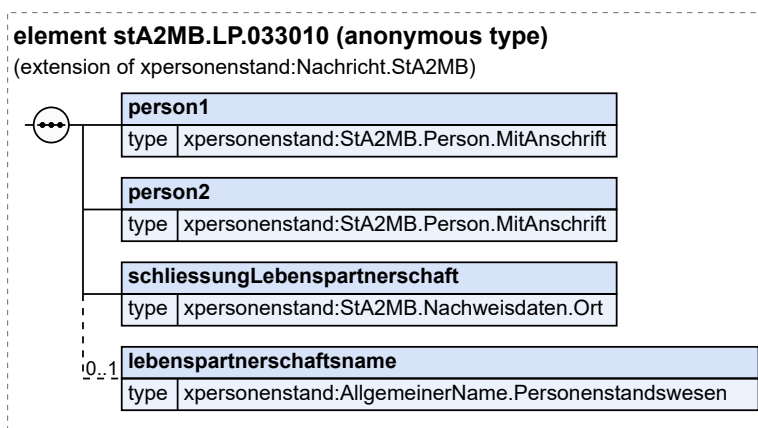 element stA2MB.LP.033010 (anonymous type)
(extension of xpersonenstand:Nachricht.StA2MB)
person1
type xpersonenstand:StA2MB.Person.MitAnschrift
person2
type xpersonenstand:StA2MB.Person.MitAnschrift
schliessungLebenspartnerschaft
type xpersonenstand:StA2MB.Nachweisdaten.Ort
0..1 lebenspartnerschaftsname
type xpersonenstand:AllgemeinerName.Personenstandswesen